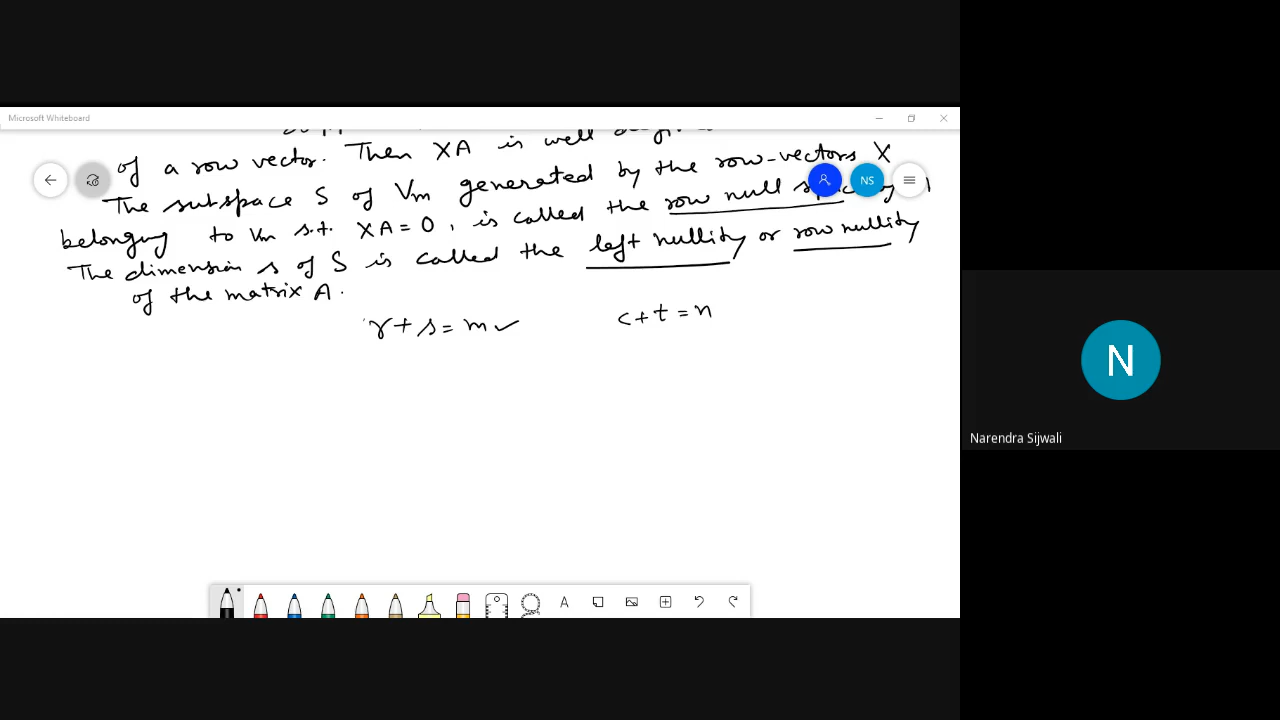 Microsoft Whiteboard
of a row vector. Then XA is well
The subspace S of Vm generated by the row-vectors X
belonging to Vm s.t. XA = 0, is called the row null
The dimension s of S is called the left nullity or row nullity
of the matrix A.
r + s = m ✓ c + t = n
NS
N
Narendra Sijwali
A